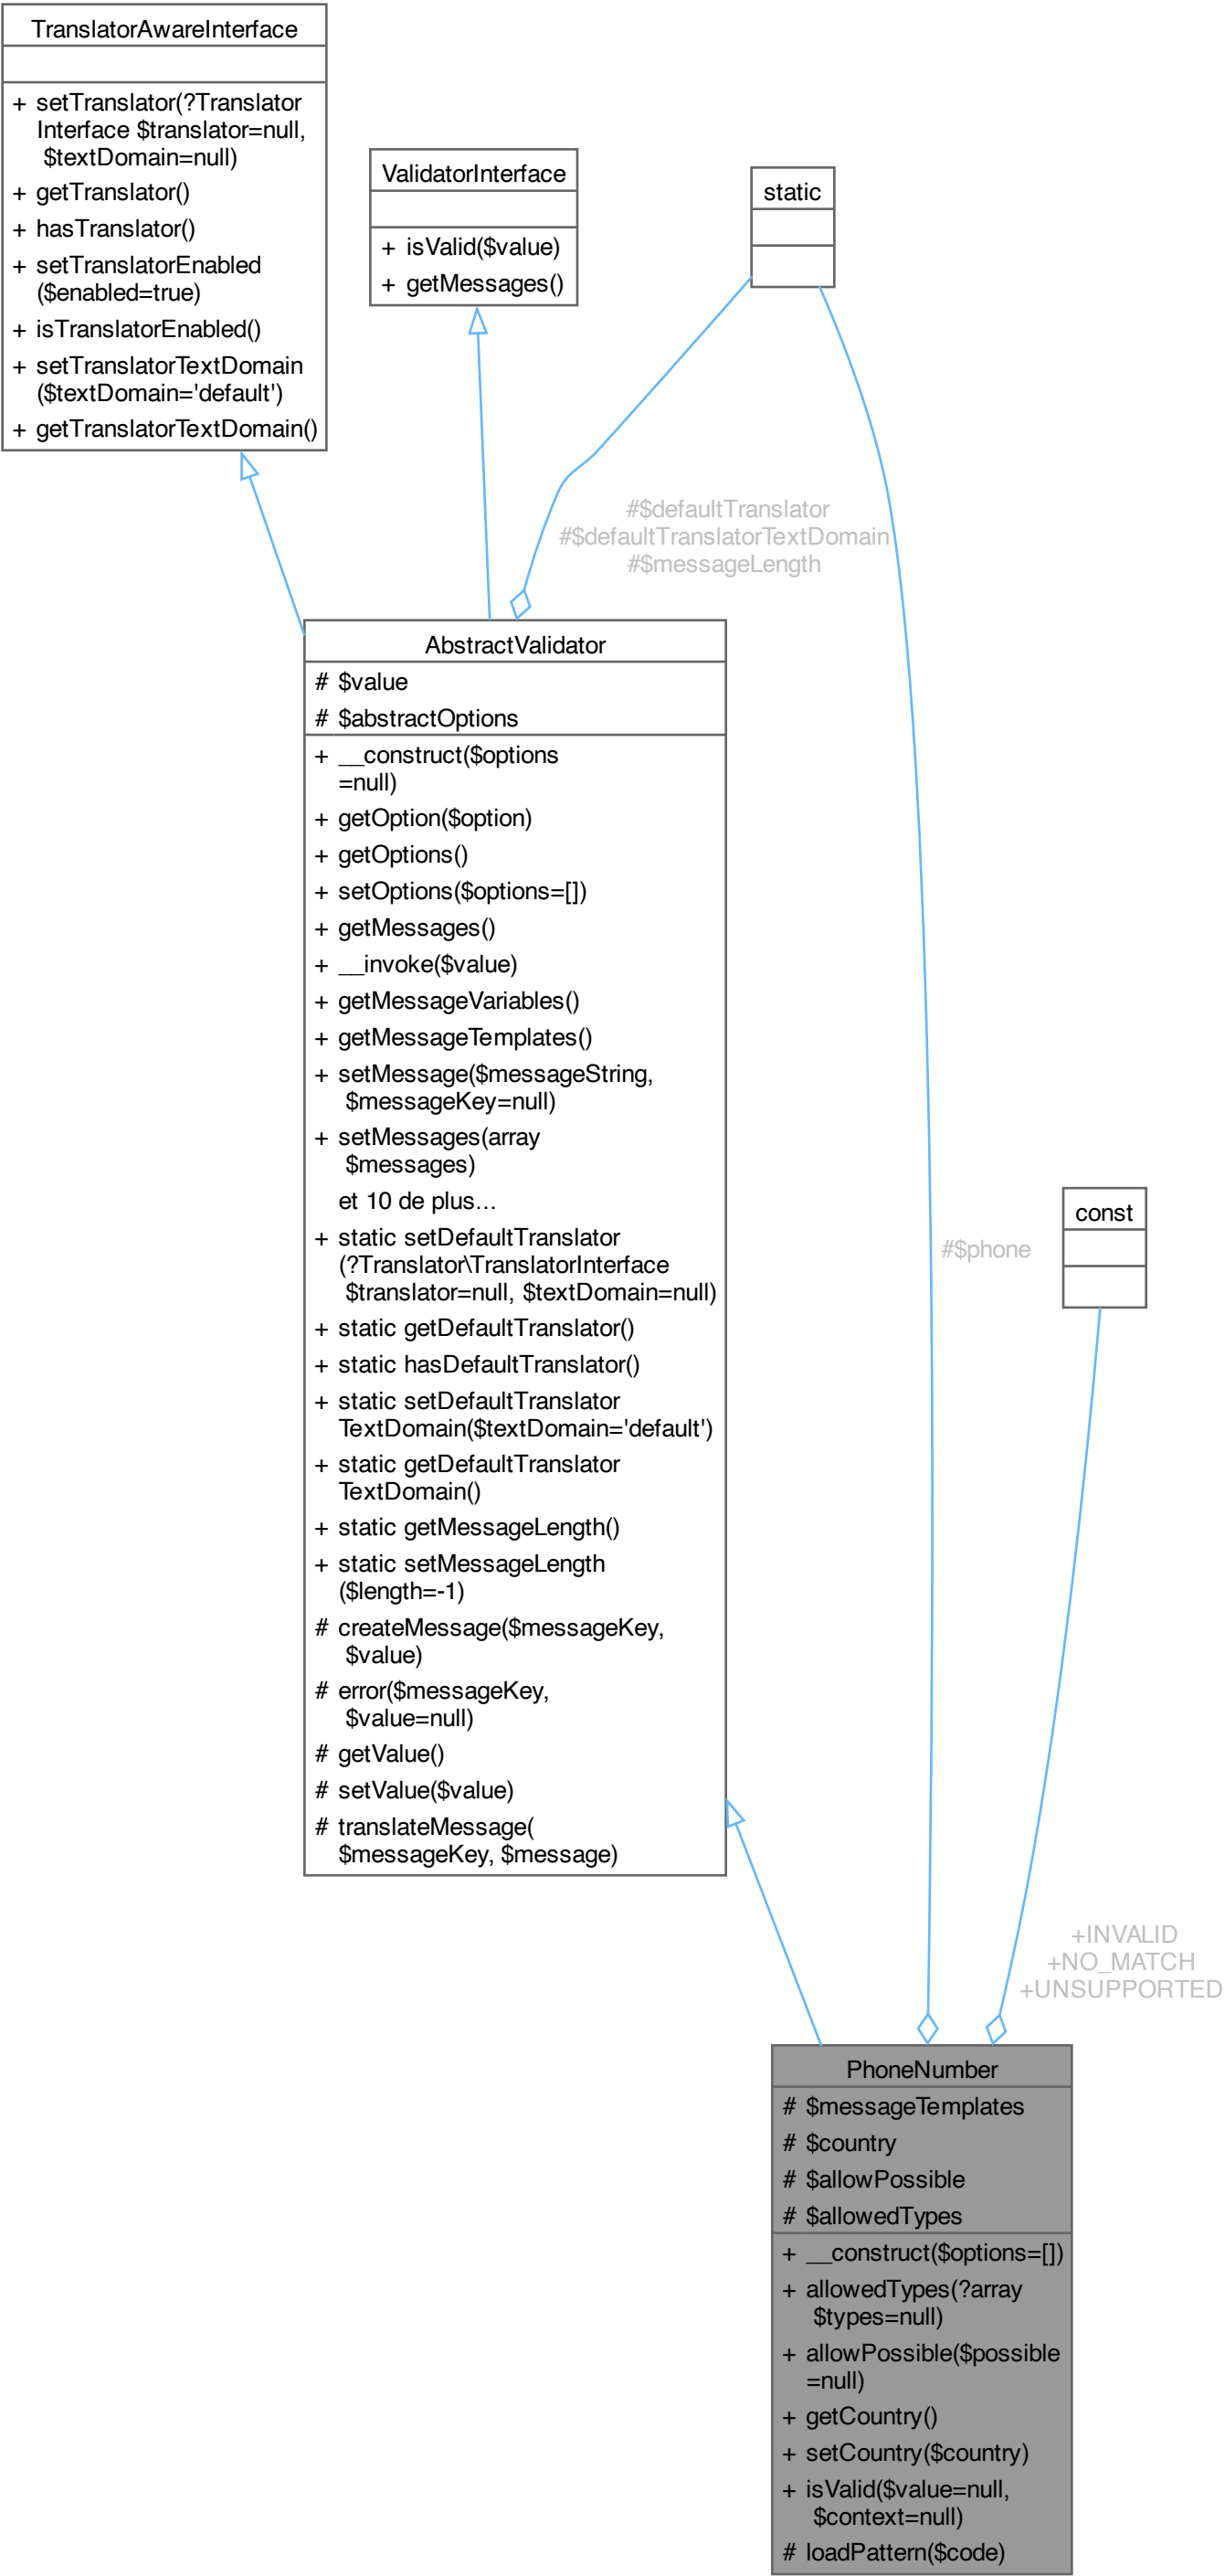 TranslatorAwareInterface
+ setTranslator(?Translator
Interface $translator=null,
$textDomain=null)
+ getTranslator()
+ hasTranslator()
+ setTranslatorEnabled
($enabled=true)
+ isTranslatorEnabled()
+ setTranslatorTextDomain
($textDomain='default')
+ getTranslatorTextDomain()
ValidatorInterface
+ isValid($value)
+ getMessages()
static
#$defaultTranslator
#$defaultTranslatorTextDomain
#$messageLength
AbstractValidator
# $value
# $abstractOptions
+ __construct($options
=null)
+ getOption($option)
+ getOptions()
+ setOptions($options=[])
+ getMessages()
+ __invoke($value)
+ getMessageVariables()
+ getMessageTemplates()
+ setMessage($messageString,
$messageKey=null)
+ setMessages(array
$messages)
et 10 de plus...
+ static setDefaultTranslator
(?Translator\TranslatorInterface
$translator=null, $textDomain=null)
+ static getDefaultTranslator()
+ static hasDefaultTranslator()
+ static setDefaultTranslator
TextDomain($textDomain='default')
+ static getDefaultTranslator
TextDomain()
+ static getMessageLength()
+ static setMessageLength
($length=-1)
# createMessage($messageKey,
$value)
# error($messageKey,
$value=null)
# getValue()
# setValue($value)
# translateMessage(
$messageKey, $message)
#$phone
const
+INVALID
+NO_MATCH
+UNSUPPORTED
PhoneNumber
# $messageTemplates
# $country
# $allowPossible
# $allowedTypes
+ __construct($options=[])
+ allowedTypes(?array
$types=null)
+ allowPossible($possible
=null)
+ getCountry()
+ setCountry($country)
+ isValid($value=null,
$context=null)
# loadPattern($code)